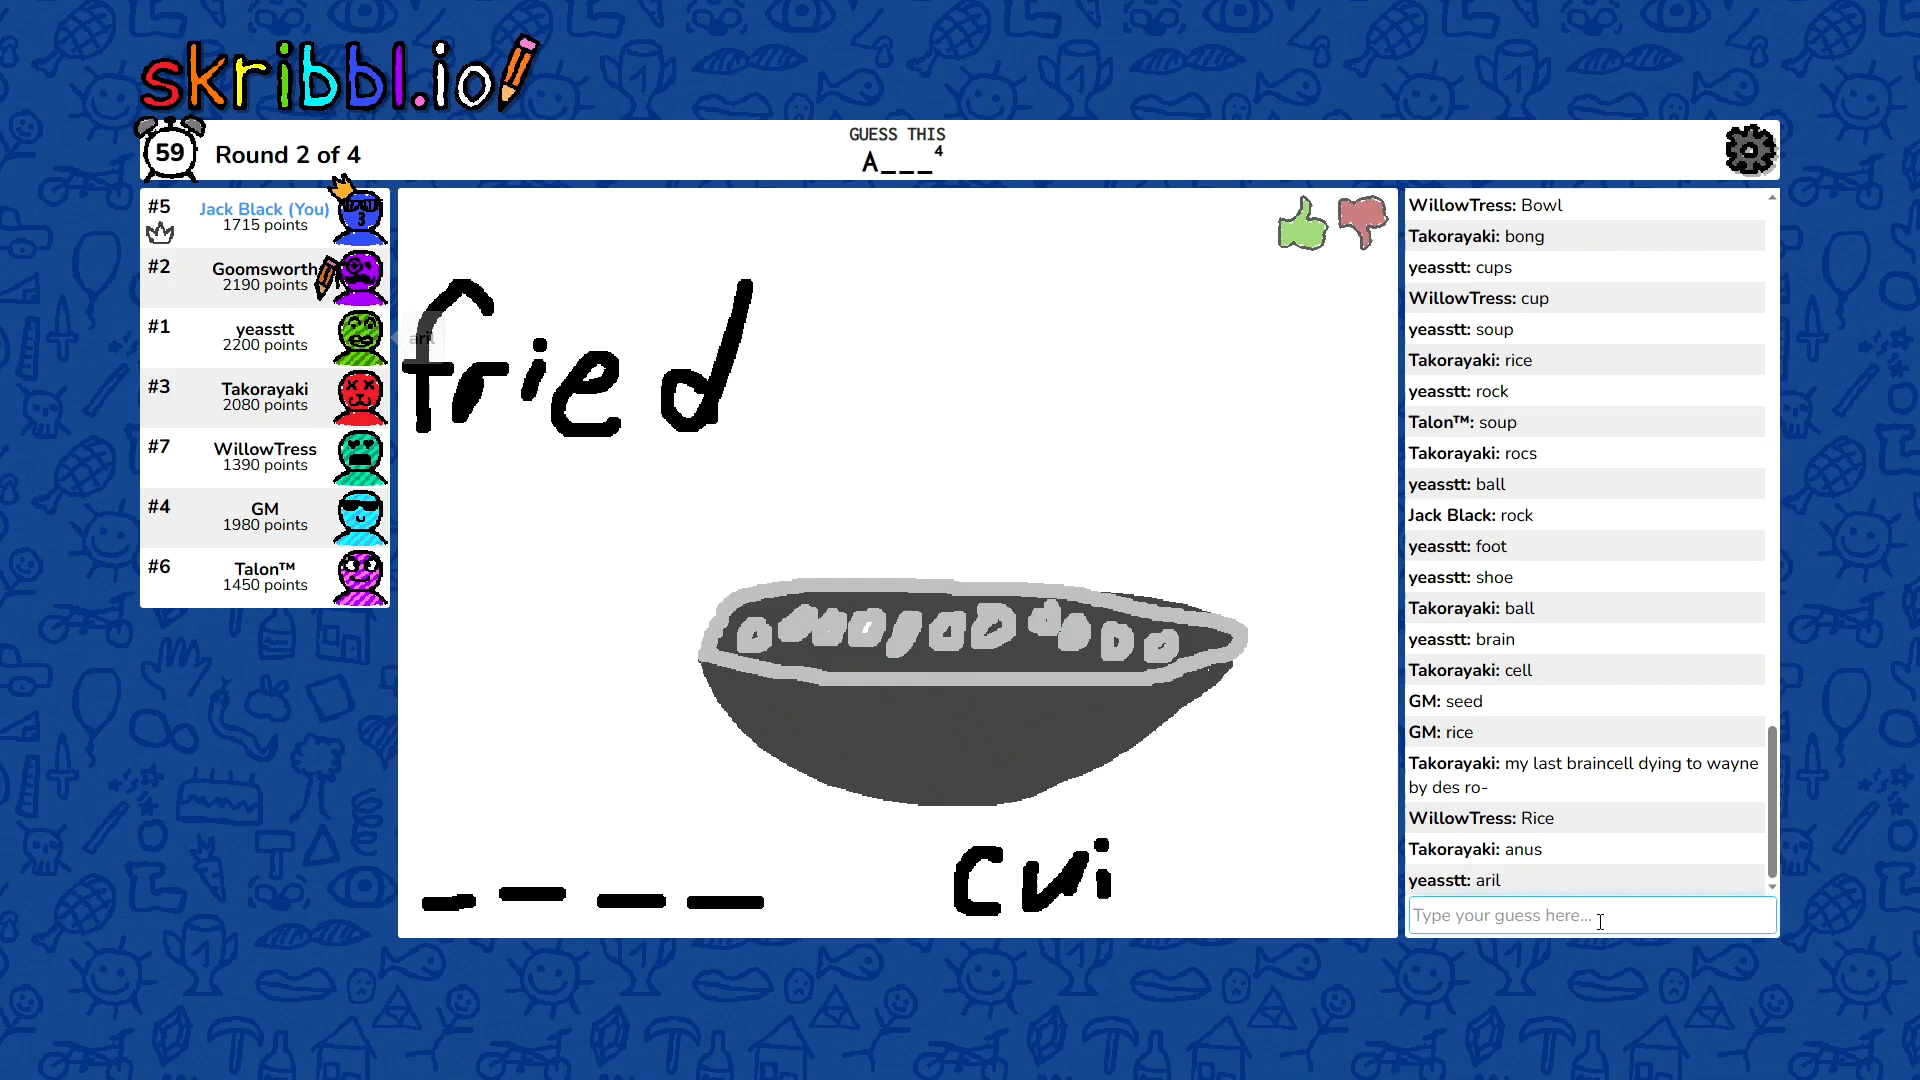 skribbl.io
59
Round 2 of 4
GUESS THIS
A___ 4
#5
Jack Black (You)
1715 points
#2
Goomsworth
2190 points
#1
yeasstt
2200 points
#3
Takorayaki
2080 points
#7
WillowTress
1390 points
#4
GM
1980 points
#6
Talon™
1450 points
aril
fried
_ _ _ _
cui
WillowTress: Bowl
Takorayaki: bong
yeasstt: cups
WillowTress: cup
yeasstt: soup
Takorayaki: rice
yeasstt: rock
Talon™: soup
Takorayaki: rocs
yeasstt: ball
Jack Black: rock
yeasstt: foot
yeasstt: shoe
Takorayaki: ball
yeasstt: brain
Takorayaki: cell
GM: seed
GM: rice
Takorayaki: my last braincell dying to wayne
by des ro-
WillowTress: Rice
Takorayaki: anus
yeasstt: aril
Type your guess here...